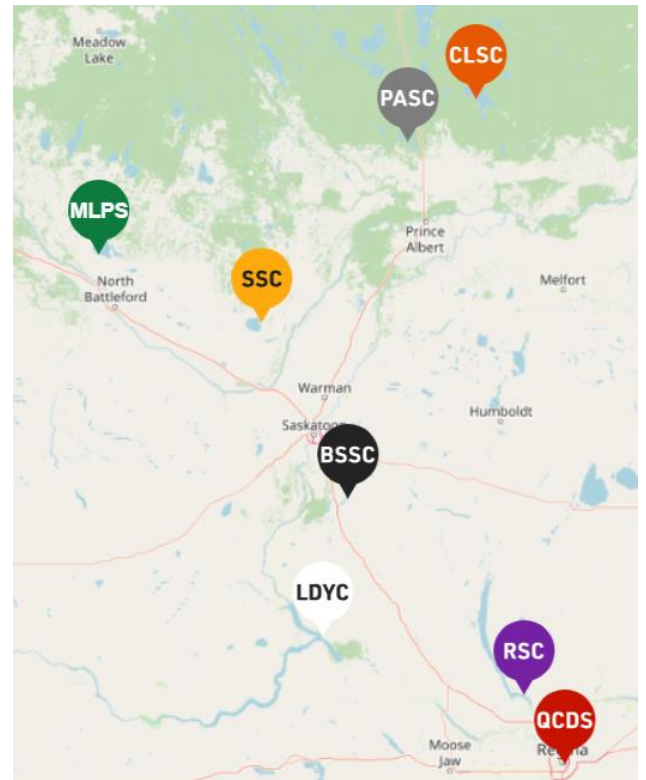 Meadow
Lake
CLSC
PASC
MLPS
Prince
Albert
SSC
North
Battleford
Melfort
Warman
Humboldt
Saskatoon
BSSC
LDYC
RSC
QCDS
Moose
Jaw